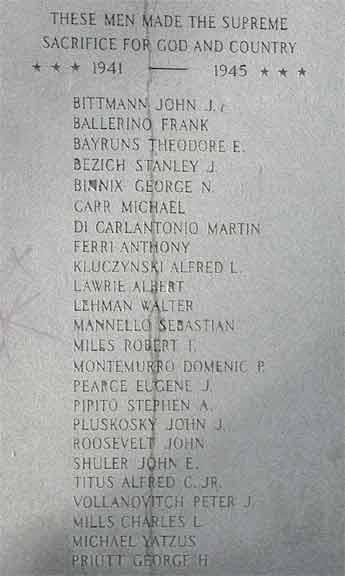 THESE MEN MADE THE SUPREME
SACRIFICE FOR GOD AND COUNTRY
★ ★ ★ 1941 — 1945 ★ ★ ★
BITTMANN JOHN J.
BALLERINO FRANK
BAYRUNS THEODORE E.
BEZICH STANLEY J.
BINNIX GEORGE N.
CARR MICHAEL
DI CARLANTONIO MARTIN
FERRI ANTHONY
KLUCZYNSKI ALFRED L.
LAWRIE ALBERT
LEHMAN WALTER
MANNELLO SEBASTIAN
MILES ROBERT T.
MONTEMURRO DOMENIC P.
PEARCE EUGENE J.
PIPITO STEPHEN A.
PLUSKOSKY JOHN J.
ROOSEVELT JOHN
SHULER JOHN E.
TITUS ALFRED C. JR.
VOLLANOVITCH PETER J.
MILLS CHARLES L
MICHAEL YATZUS
PRIUTT GEORGE H